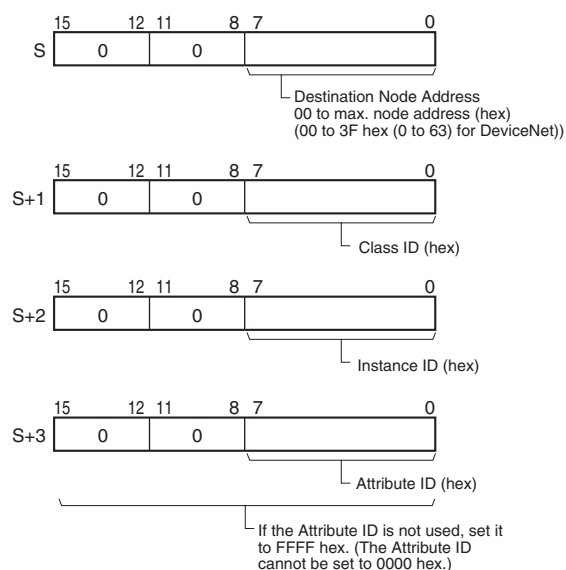 15 12 11 8 7 0
S 0 0
Destination Node Address
00 to max. node address (hex)
(00 to 3F hex (0 to 63) for DeviceNet))
15 12 11 8 7 0
S+1 0 0
Class ID (hex)
15 12 11 8 7 0
S+2 0 0
Instance ID (hex)
15 12 11 8 7 0
S+3 0 0
Attribute ID (hex)
If the Attribute ID is not used, set it
to FFFF hex. (The Attribute ID
cannot be set to 0000 hex.)